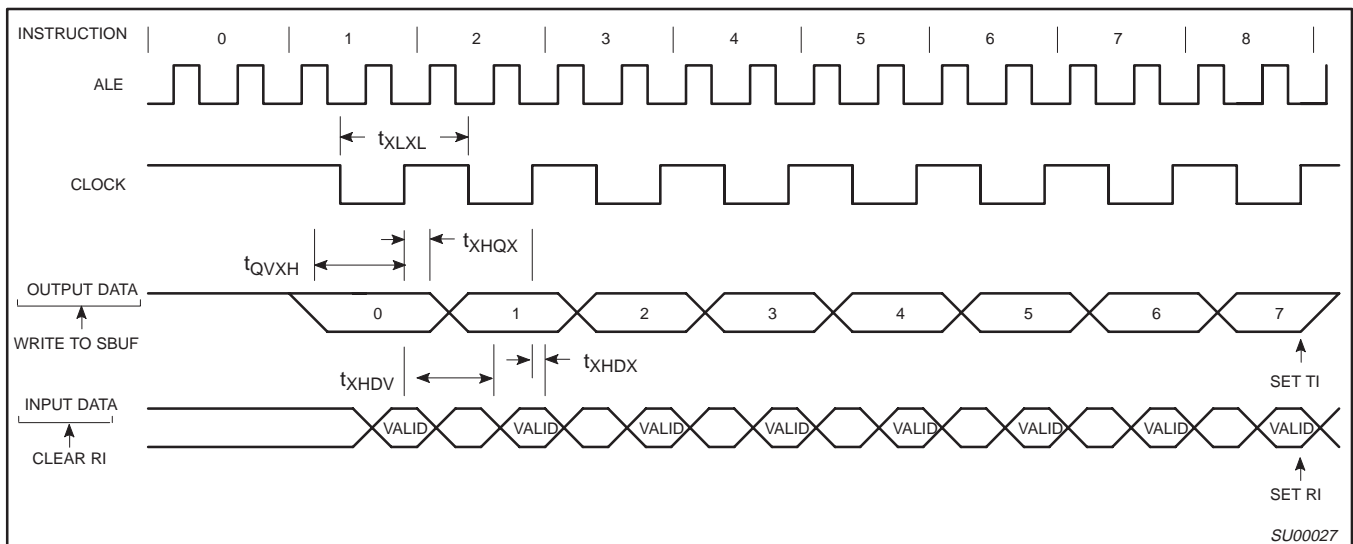 INSTRUCTION 0 1 2 3 4 5 6 7 8
ALE
tXLXL
CLOCK
tXHQX
tQVXH
OUTPUT DATA
0 1 2 3 4 5 6 7
WRITE TO SBUF
tXHDX
tXHDV
SET TI
INPUT DATA
VALID VALID VALID VALID VALID VALID VALID VALID
CLEAR RI
SET RI
SU00027